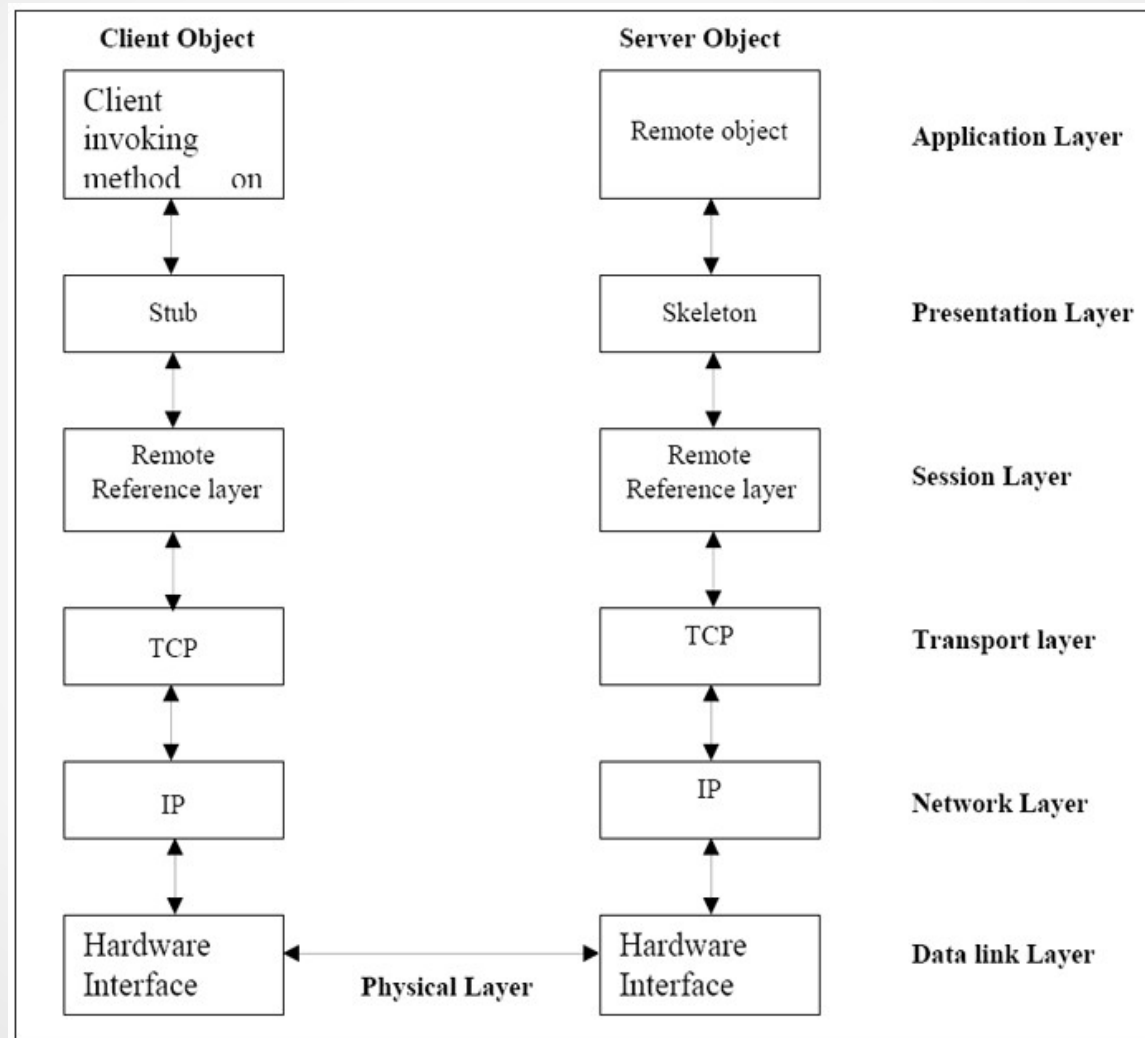 Client Object
Server Object
Client
invoking
method on
Remote object
Application Layer
Stub
Skeleton
Presentation Layer
Remote
Reference layer
Remote
Reference layer
Session Layer
TCP
TCP
Transport layer
IP
IP
Network Layer
Hardware
Interface
Physical Layer
Hardware
Interface
Data link Layer